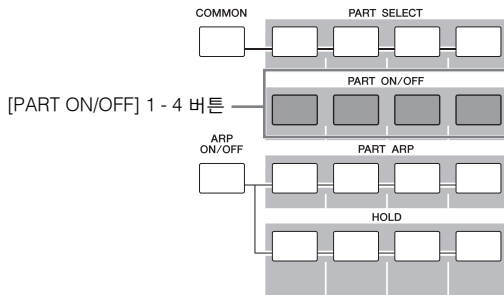 COMMON
PART SELECT
PART ON/OFF
[PART ON/OFF] 1 - 4 버튼
ARP
ON/OFF
PART ARP
HOLD